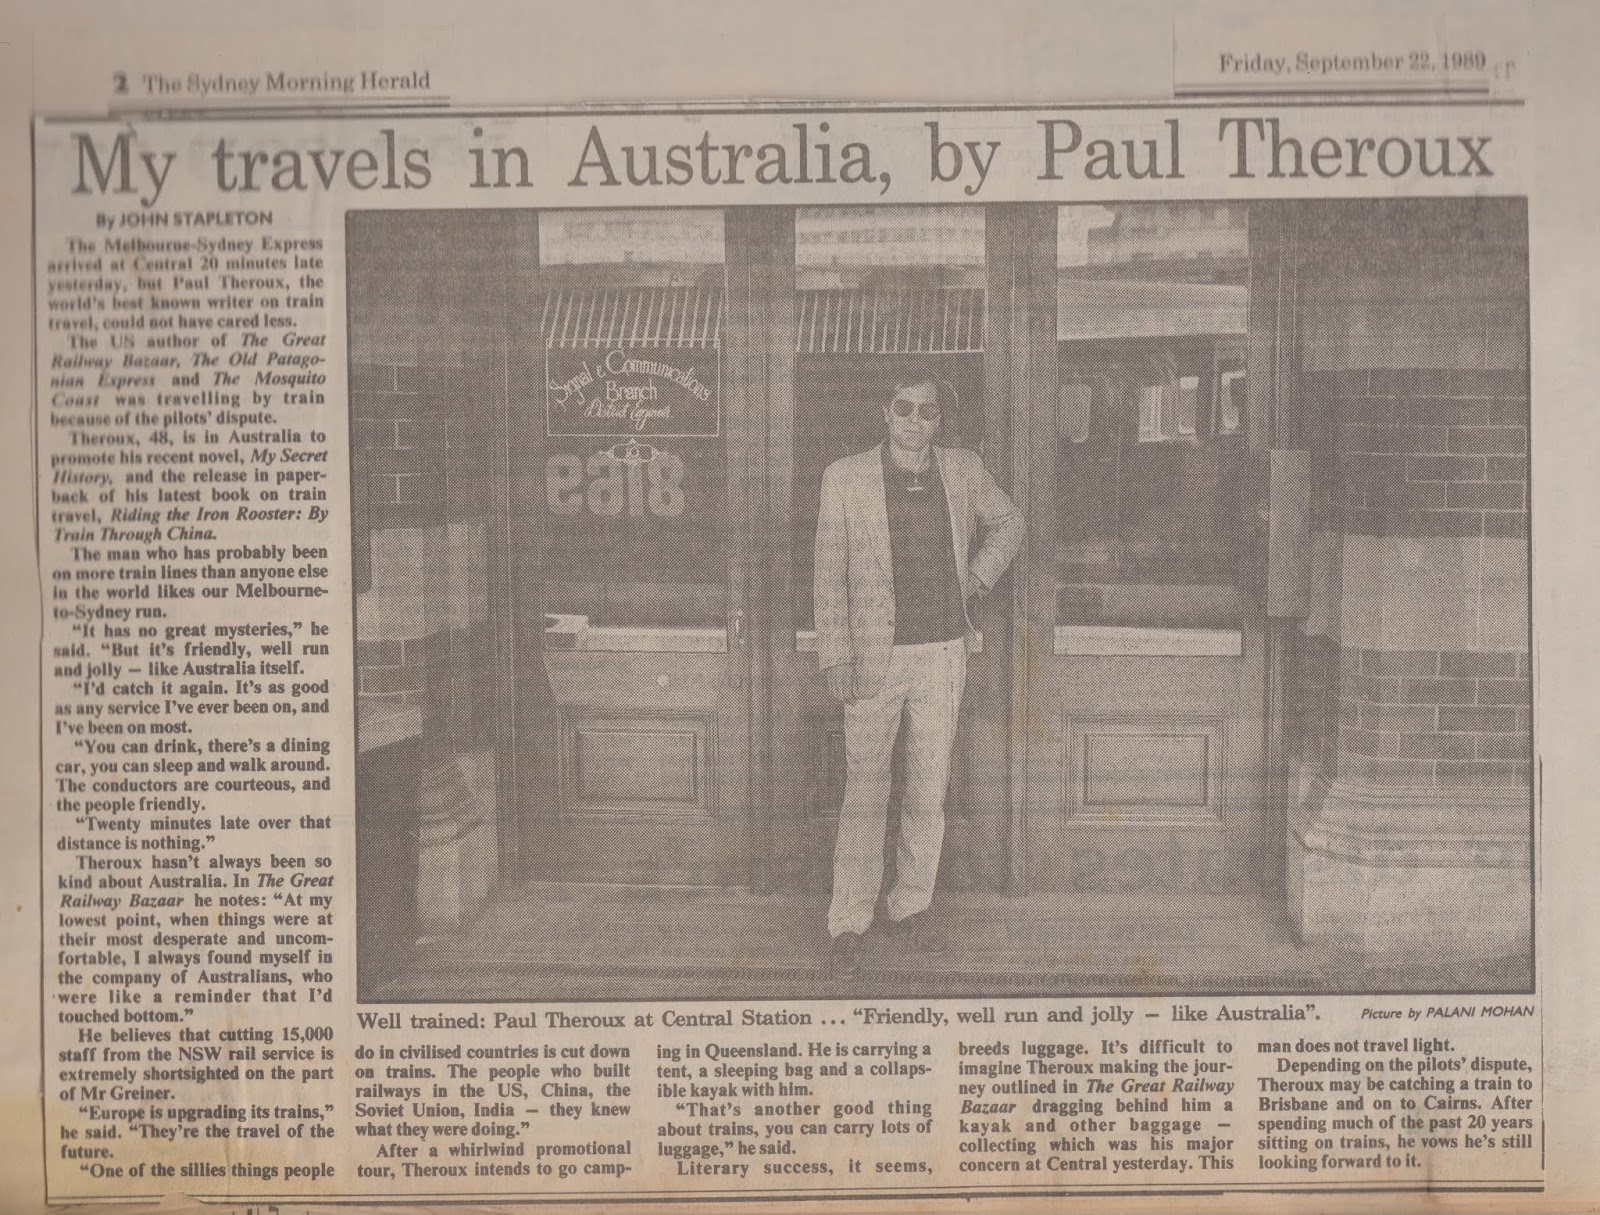 2 The Sydney Morning Herald
Friday, September 22, 1989
My travels in Australia, by Paul Theroux
By JOHN STAPLETON
The Melbourne-Sydney Express
arrived at Central 20 minutes late
yesterday, but Paul Theroux, the
world's best known writer on train
travel, could not have cared less.
The US author of The Great
Railway Bazaar, The Old Patago-
nian Express and The Mosquito
Coast was travelling by train
because of the pilots' dispute.
Theroux, 48, is in Australia to
promote his recent novel, My Secret
History, and the release in paper-
back of his latest book on train
travel, Riding the Iron Rooster: By
Train Through China.
The man who has probably been
on more train lines than anyone else
in the world likes our Melbourne-
to-Sydney run.
“It has no great mysteries,” he
said. “But it's friendly, well run
and jolly — like Australia itself.
“I'd catch it again. It's as good
as any service I've ever been on, and
I've been on most.
“You can drink, there's a dining
car, you can sleep and walk around.
The conductors are courteous, and
the people friendly.
“Twenty minutes late over that
distance is nothing.”
Theroux hasn't always been so
kind about Australia. In The Great
Railway Bazaar he notes: “At my
lowest point, when things were at
their most desperate and uncom-
fortable, I always found myself in
the company of Australians, who
were like a reminder that I'd
touched bottom.”
He believes that cutting 15,000
staff from the NSW rail service is
extremely shortsighted on the part
of Mr Greiner.
“Europe is upgrading its trains,”
he said. “They're the travel of the
future.
“One of the sillies things people
Signal & Communications
Branch
District Engineer
19
Well trained: Paul Theroux at Central Station ... “Friendly, well run and jolly — like Australia”.
Picture by PALANI MOHAN
do in civilised countries is cut down
on trains. The people who built
railways in the US, China, the
Soviet Union, India — they knew
what they were doing.”
After a whirlwind promotional
tour, Theroux intends to go camp-
ing in Queensland. He is carrying a
tent, a sleeping bag and a collaps-
ible kayak with him.
“That's another good thing
about trains, you can carry lots of
luggage,” he said.
Literary success, it seems,
breeds luggage. It's difficult to
imagine Theroux making the jour-
ney outlined in The Great Railway
Bazaar dragging behind him a
kayak and other baggage —
collecting which was his major
concern at Central yesterday. This
man does not travel light.
Depending on the pilots' dispute,
Theroux may be catching a train to
Brisbane and on to Cairns. After
spending much of the past 20 years
sitting on trains, he vows he's still
looking forward to it.